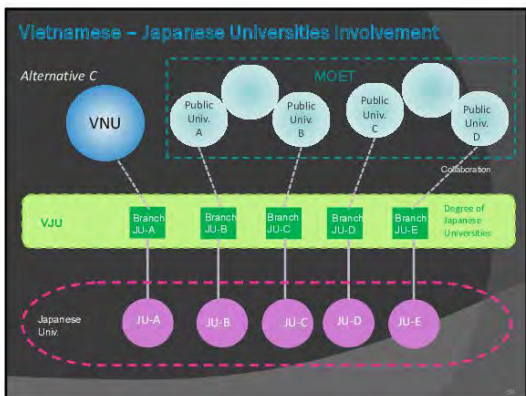 Vietnamese – Japanese Universities Involvement
Alternative C
MOET
VNU
Public
Univ.
A
Public
Univ.
B
Public
Univ.
C
Public
Univ.
D
Collaboration
VJU
Branch
JU-A
Branch
JU-B
Branch
JU-C
Branch
JU-D
Branch
JU-E
Degree of
Japanese
Universities
Japanese
Univ.
JU-A
JU-B
JU-C
JU-D
JU-E